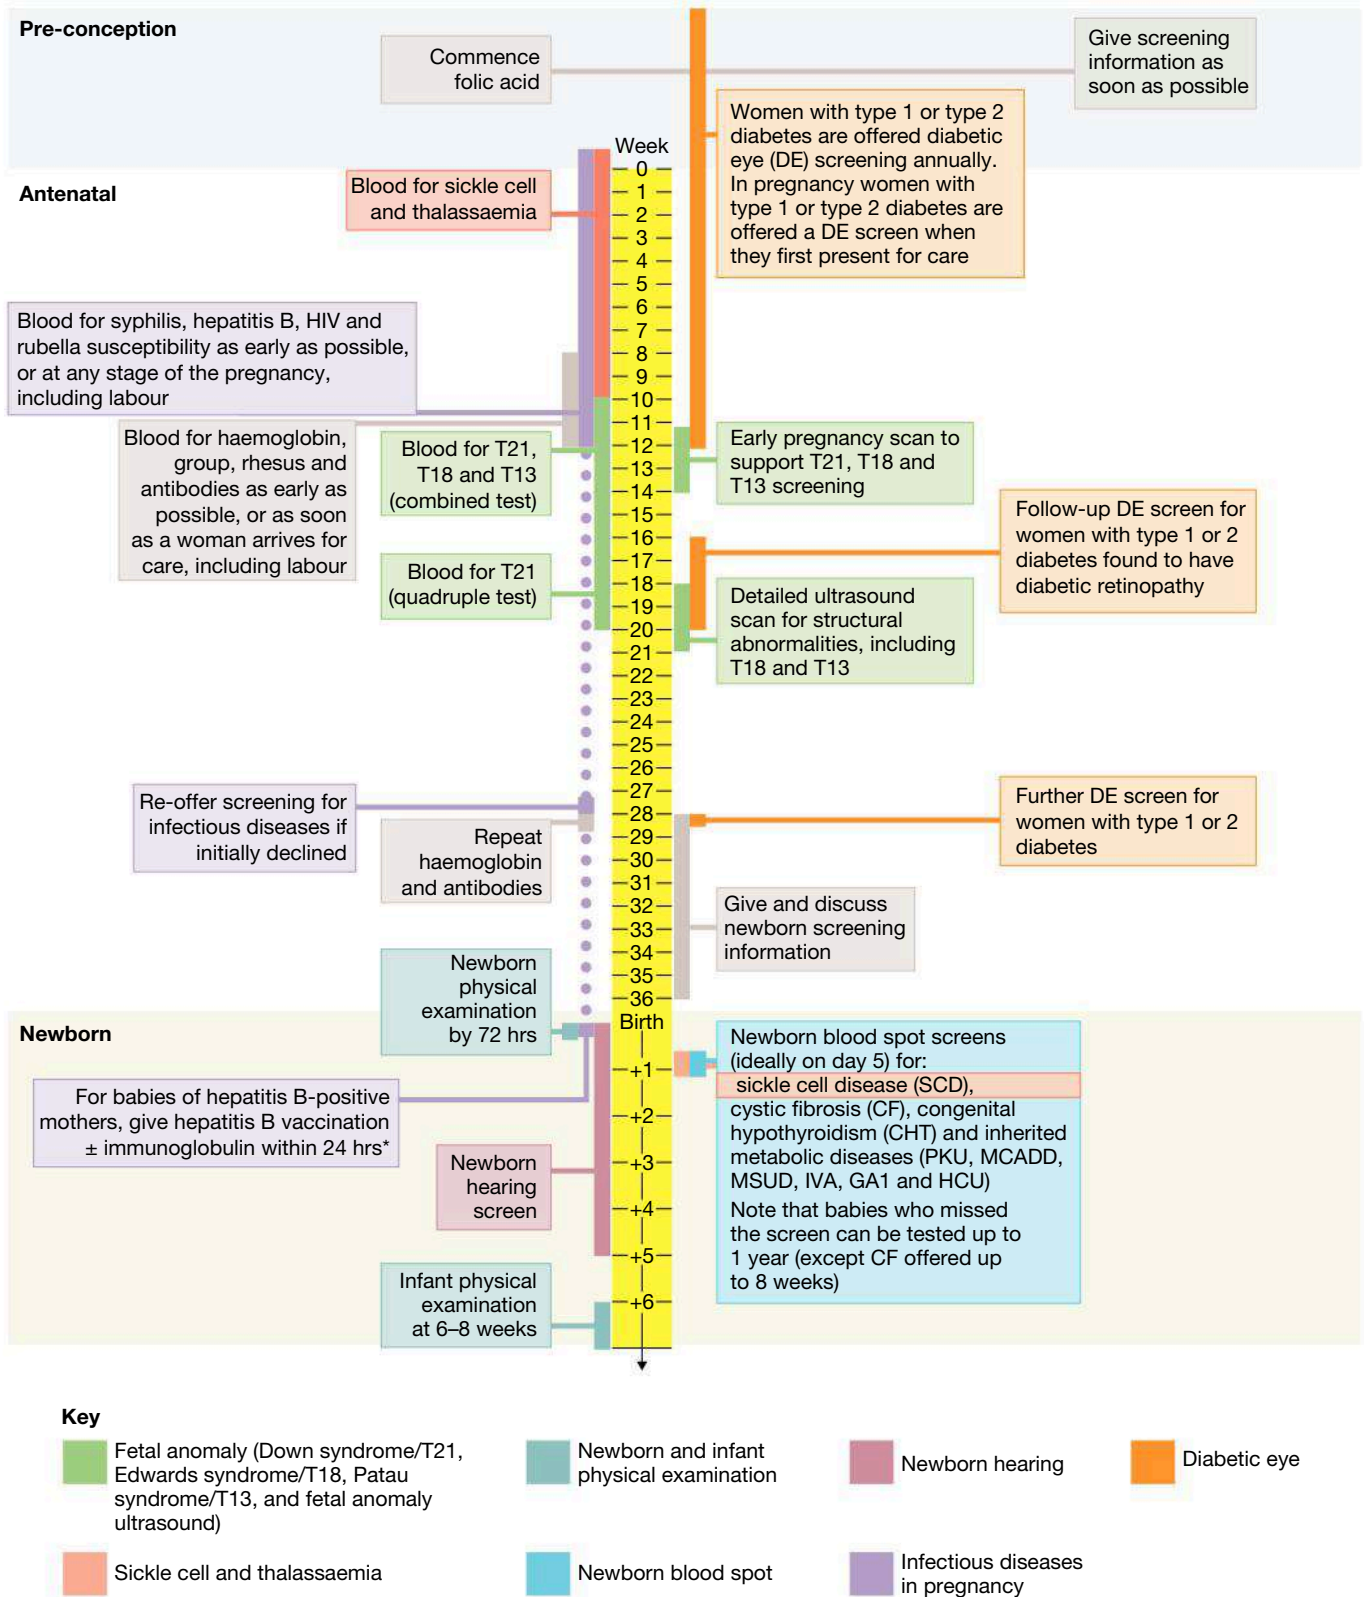 Pre-conception
Commence
folic acid
Give screening
information as
soon as possible
Women with type 1 or type 2
diabetes are offered diabetic
eye (DE) screening annually.
In pregnancy women with
type 1 or type 2 diabetes are
offered a DE screen when
they first present for care
Week
0
1
2
3
4
5
6
7
8
9
10
11
12
13
14
15
16
17
18
19
20
21
22
23
24
25
26
27
28
29
30
31
32
33
34
35
36
Birth
+1
+2
+3
+4
+5
+6
Antenatal
Blood for sickle cell
and thalassaemia
Blood for syphilis, hepatitis B, HIV and
rubella susceptibility as early as possible,
or at any stage of the pregnancy,
including labour
Blood for haemoglobin,
group, rhesus and
antibodies as early as
possible, or as soon
as a woman arrives for
care, including labour
Blood for T21,
T18 and T13
(combined test)
Early pregnancy scan to
support T21, T18 and
T13 screening
Follow-up DE screen for
women with type 1 or 2
diabetes found to have
diabetic retinopathy
Blood for T21
(quadruple test)
Detailed ultrasound
scan for structural
abnormalities, including
T18 and T13
Re-offer screening for
infectious diseases if
initially declined
Repeat
haemoglobin
and antibodies
Further DE screen for
women with type 1 or 2
diabetes
Give and discuss
newborn screening
information
Newborn
physical
examination
by 72 hrs
Newborn
For babies of hepatitis B-positive
mothers, give hepatitis B vaccination
± immunoglobulin within 24 hrs*
Newborn
hearing
screen
Infant physical
examination
at 6–8 weeks
Newborn blood spot screens
(ideally on day 5) for:
sickle cell disease (SCD),
cystic fibrosis (CF), congenital
hypothyroidism (CHT) and inherited
metabolic diseases (PKU, MCADD,
MSUD, IVA, GA1 and HCU)
Note that babies who missed
the screen can be tested up to
1 year (except CF offered up
to 8 weeks)
Key
Fetal anomaly (Down syndrome/T21,
Edwards syndrome/T18, Patau
syndrome/T13, and fetal anomaly
ultrasound)
Newborn and infant
physical examination
Newborn hearing
Diabetic eye
Sickle cell and thalassaemia
Newborn blood spot
Infectious diseases
in pregnancy